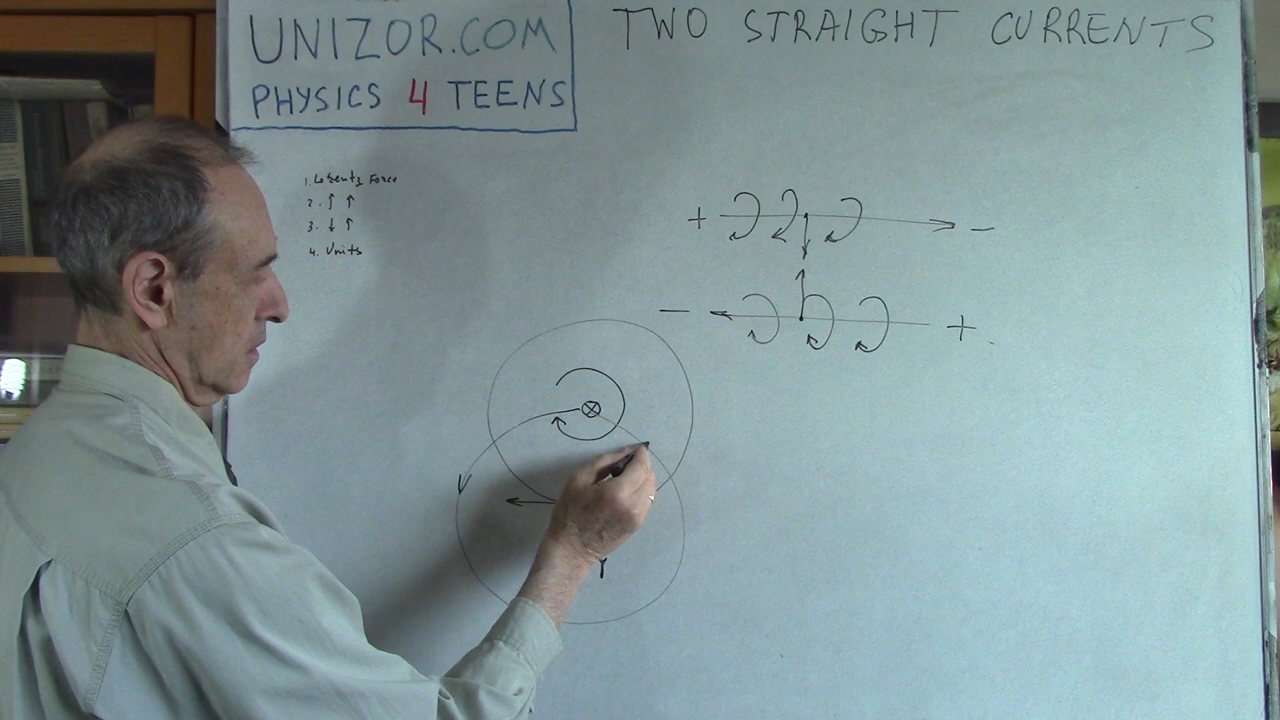 UNIZOR.COM
PHYSICS 4 TEENS
TWO STRAIGHT CURRENTS
1. Lorentz Force
2. ↑ ↑
3. ↓ ↑
4. Units
+ −
− +